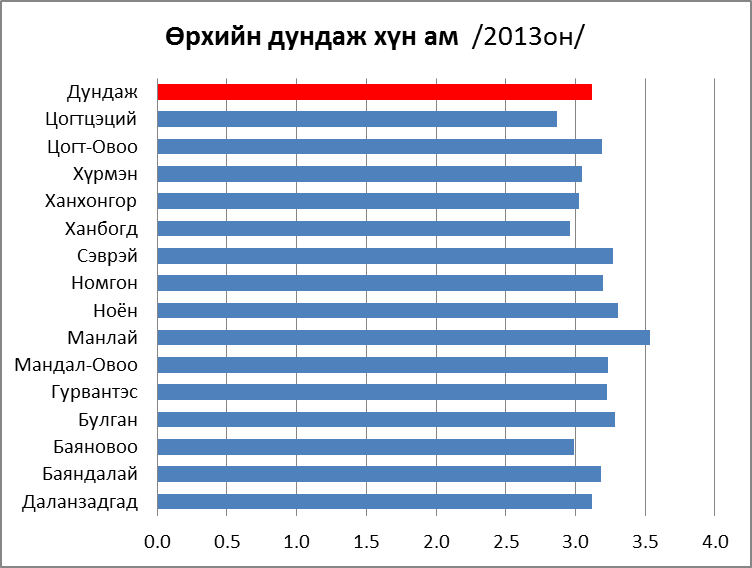 Өрхийн дундаж хүн ам /2013он/
Дундаж
Цогтцэций
Цогт-Овоо
Хүрмэн
Ханхонгор
Ханбогд
Сэврэй
Номгон
Ноён
Манлай
Мандал-Овоо
Гурвантэс
Булган
Баяновоо
Баяндалай
Даланзадгад
0.0 0.5 1.0 1.5 2.0 2.5 3.0 3.5 4.0